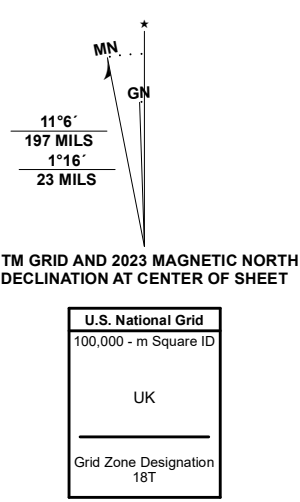 ★
MN
GN
11°6´
197 MILS
1°16´
23 MILS
TM GRID AND 2023 MAGNETIC NORTH
DECLINATION AT CENTER OF SHEET
U.S. National Grid
100,000 - m Square ID
UK
Grid Zone Designation
18T